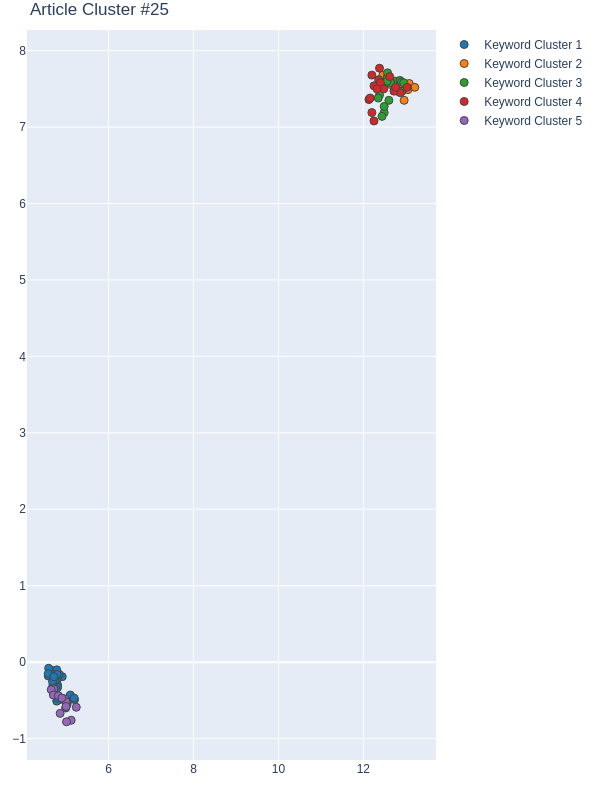 Article Cluster #25
8
7
6
5
4
3
2
1
0
−1
6 8 10 12
Keyword Cluster 1
Keyword Cluster 2
Keyword Cluster 3
Keyword Cluster 4
Keyword Cluster 5